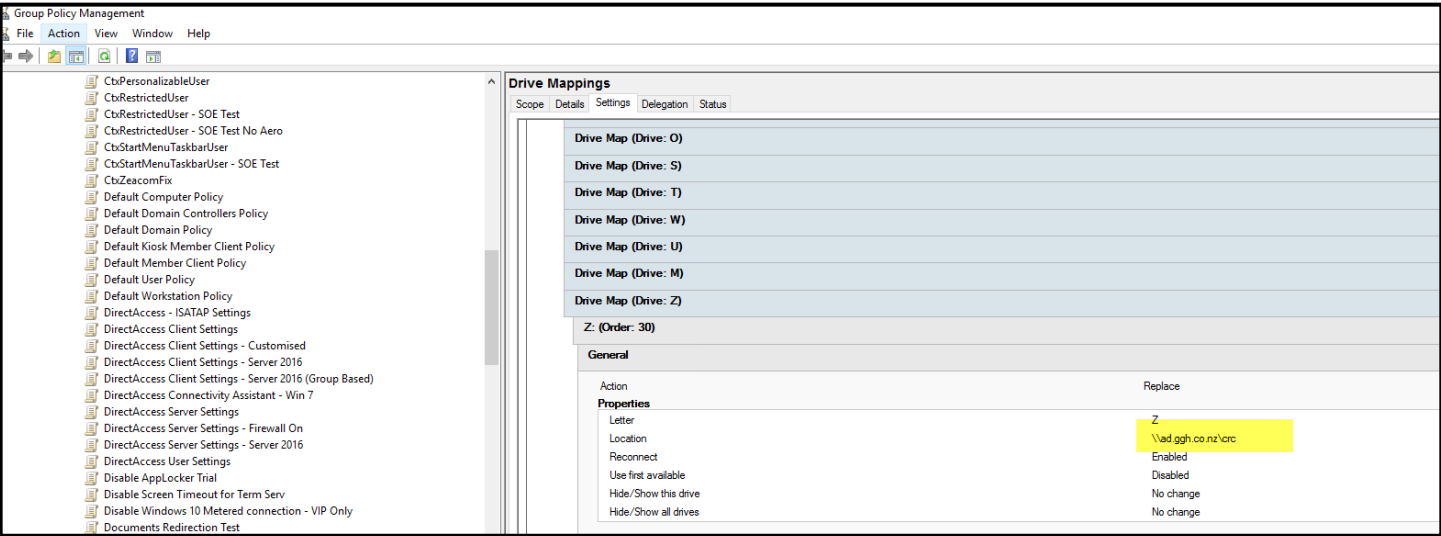 Group Policy Management
File Action View Window Help
CtxPersonalizableUser
CtxRestrictedUser
CtxRestrictedUser - SOE Test
CtxRestrictedUser - SOE Test No Aero
CtxStartMenuTaskbarUser
CtxStartMenuTaskbarUser - SOE Test
CtxZeacomFix
Default Computer Policy
Default Domain Controllers Policy
Default Domain Policy
Default Kiosk Member Client Policy
Default Member Client Policy
Default User Policy
Default Workstation Policy
DirectAccess - ISATAP Settings
DirectAccess Client Settings
DirectAccess Client Settings - Customised
DirectAccess Client Settings - Server 2016
DirectAccess Client Settings - Server 2016 (Group Based)
DirectAccess Connectivity Assistant - Win 7
DirectAccess Server Settings
DirectAccess Server Settings - Firewall On
DirectAccess Server Settings - Server 2016
DirectAccess User Settings
Disable AppLocker Trial
Disable Screen Timeout for Term Serv
Disable Windows 10 Metered connection - VIP Only
Documents Redirection Test
Drive Mappings
Scope Details Settings Delegation Status
Drive Map (Drive: O)
Drive Map (Drive: S)
Drive Map (Drive: T)
Drive Map (Drive: W)
Drive Map (Drive: U)
Drive Map (Drive: M)
Drive Map (Drive: Z)
Z: (Order: 30)
General
Action Replace
Properties
Letter Z
Location \\ad.ggh.co.nz\crc
Reconnect Enabled
Use first available Disabled
Hide/Show this drive No change
Hide/Show all drives No change